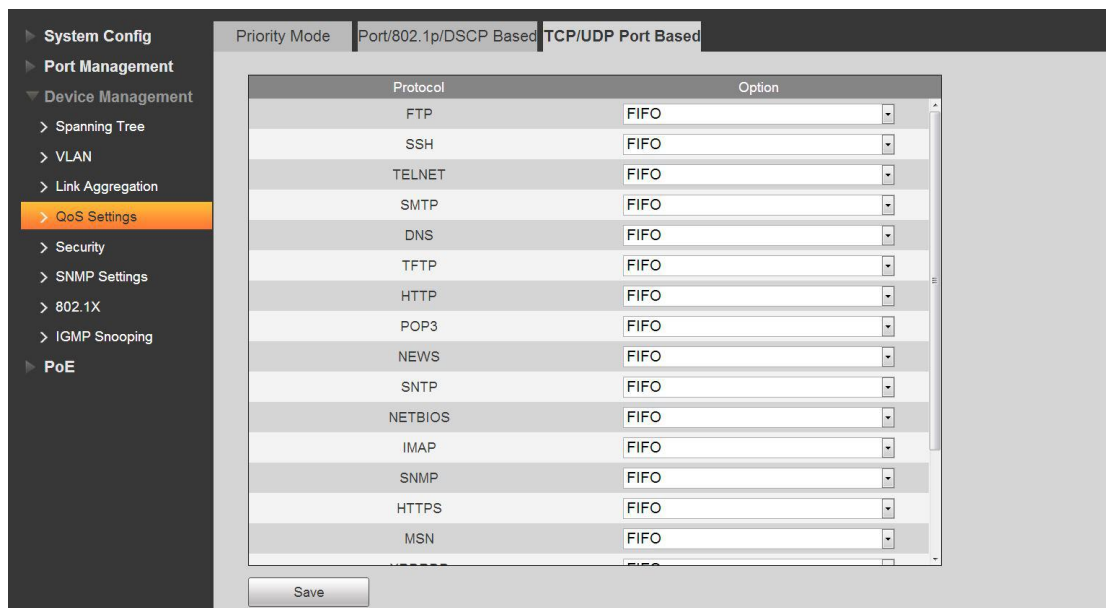 System Config
Port Management
Device Management
> Spanning Tree
> VLAN
> Link Aggregation
> QoS Settings
> Security
> SNMP Settings
> 802.1X
> IGMP Snooping
PoE
Priority Mode Port/802.1p/DSCP Based TCP/UDP Port Based
Protocol Option
FTP FIFO
SSH FIFO
TELNET FIFO
SMTP FIFO
DNS FIFO
TFTP FIFO
HTTP FIFO
POP3 FIFO
NEWS FIFO
SNTP FIFO
NETBIOS FIFO
IMAP FIFO
SNMP FIFO
HTTPS FIFO
MSN FIFO
Save